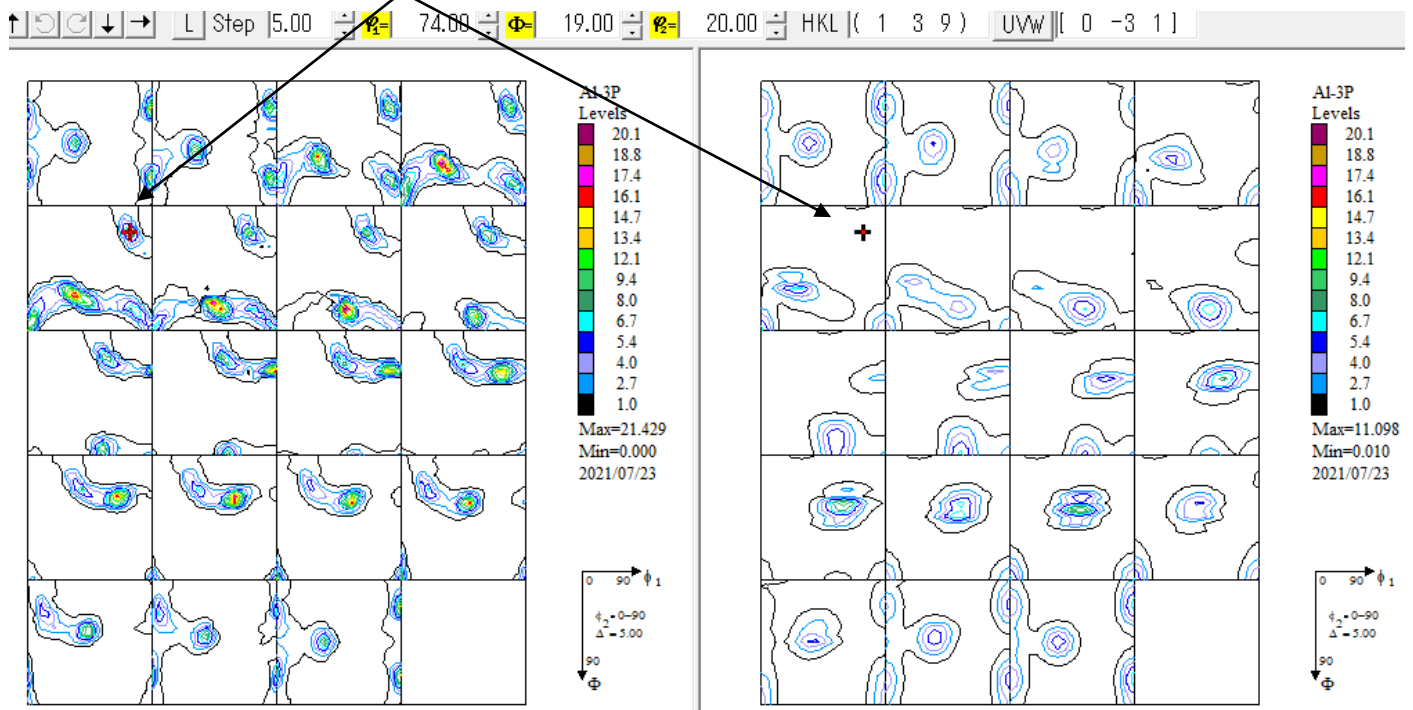 L Step 5.00 φ1= 74.00 Φ= 19.00 φ2= 20.00 HKL ( 1 3 9 ) UVW [ 0 -3 1 ]
Al-3P
Levels
20.1
18.8
17.4
16.1
14.7
13.4
12.1
9.4
8.0
6.7
5.4
4.0
2.7
1.0
Max=21.429
Min=0.000
2021/07/23
0 90 ϕ1
ϕ2=0-90
Δ=5.00
90
Φ
Al-3P
Levels
20.1
18.8
17.4
16.1
14.7
13.4
12.1
9.4
8.0
6.7
5.4
4.0
2.7
1.0
Max=11.098
Min=0.010
2021/07/23
0 90 ϕ1
ϕ2=0-90
Δ=5.00
90
Φ